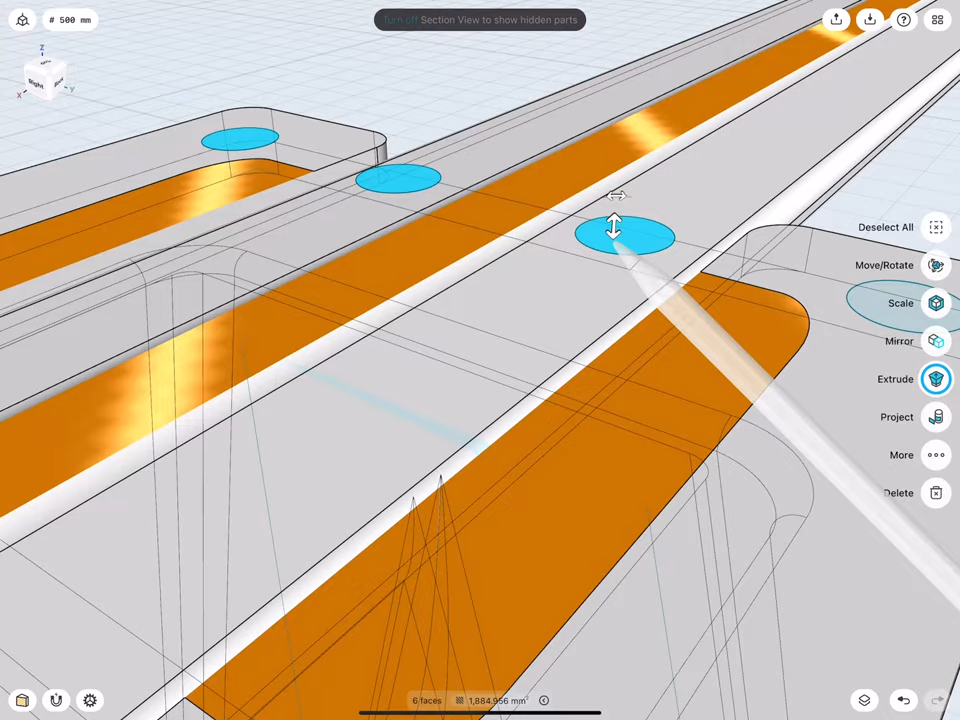 # 500 mm
Turn off Section View to show hidden parts
Z
Right
X
Y
Deselect All
Move/Rotate
Scale
Mirror
Extrude
Project
More
Delete
6 faces
1,884,956 mm²